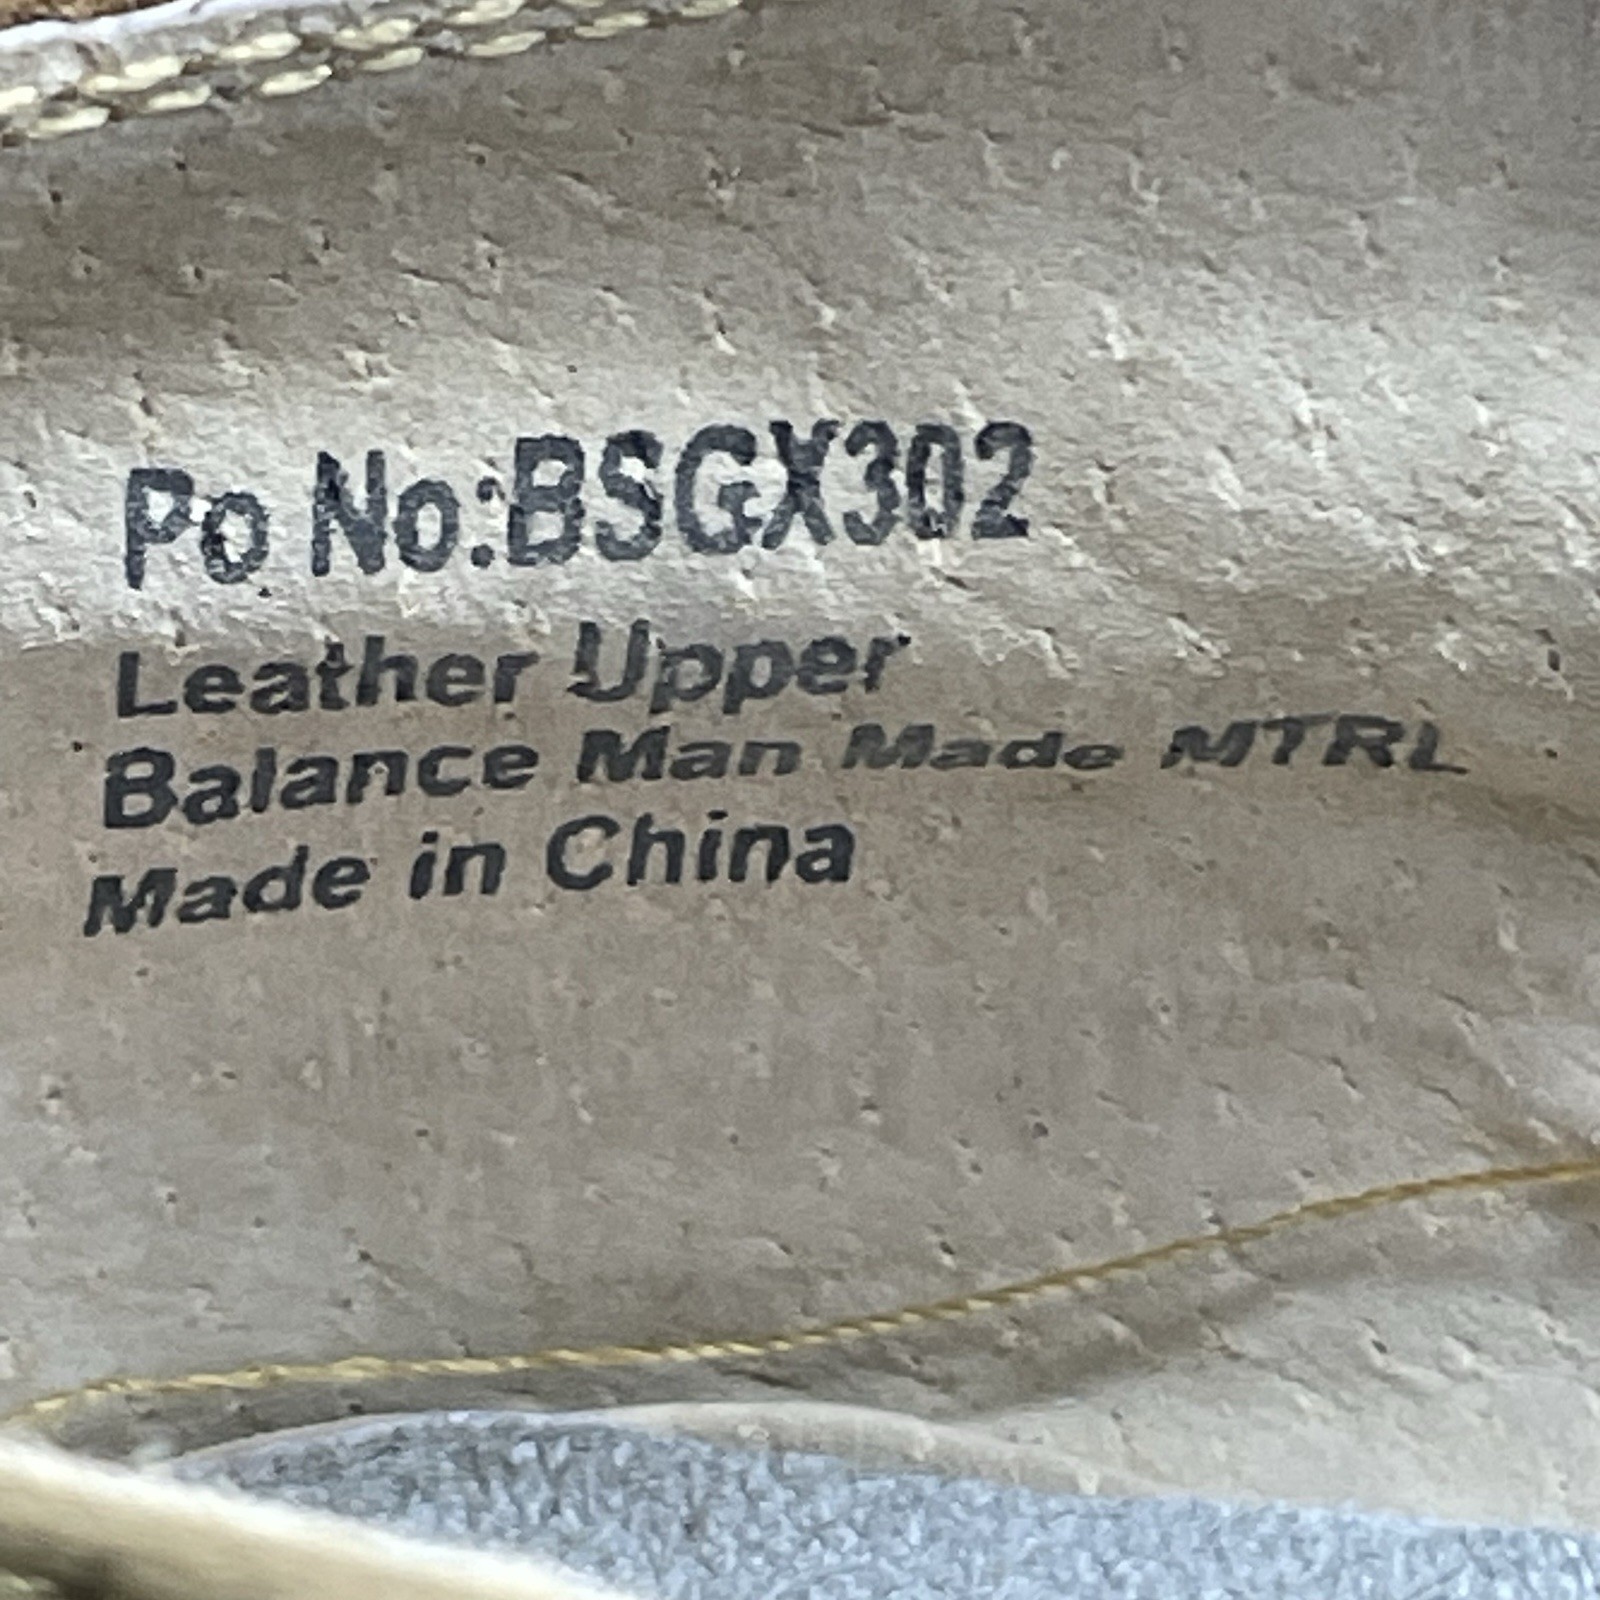 Po No:BSGX302
Leather Upper
Balance Man Made MTRL
Made in China